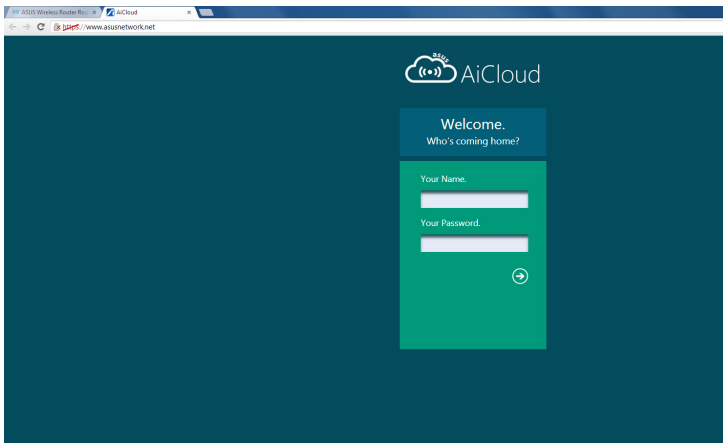 ASUS Wireless Router Rou
AiCloud
https://www.asusnetwork.net
asus
AiCloud
Welcome.
Who's coming home?
Your Name.
Your Password.